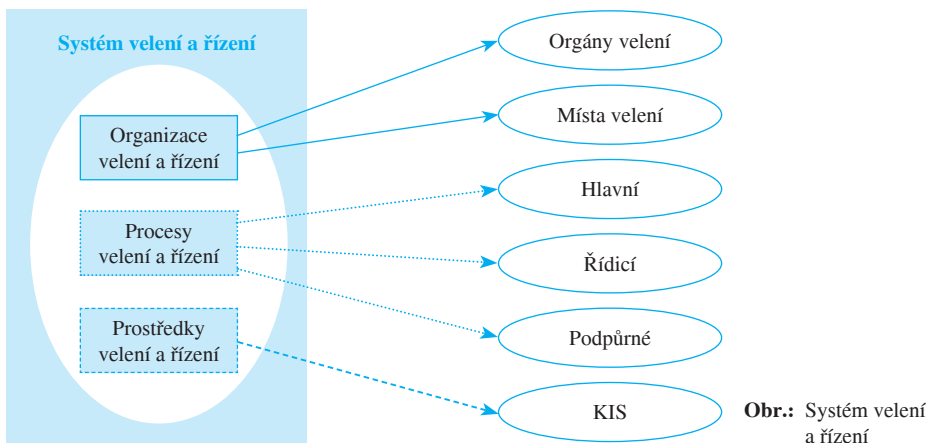 Systém velení a řízení
Organizace
velení a řízení
Procesy
velení a řízení
Prostředky
velení a řízení
Orgány velení
Místa velení
Hlavní
Řídicí
Podpůrné
KIS
Obr.: Systém velení
a řízení